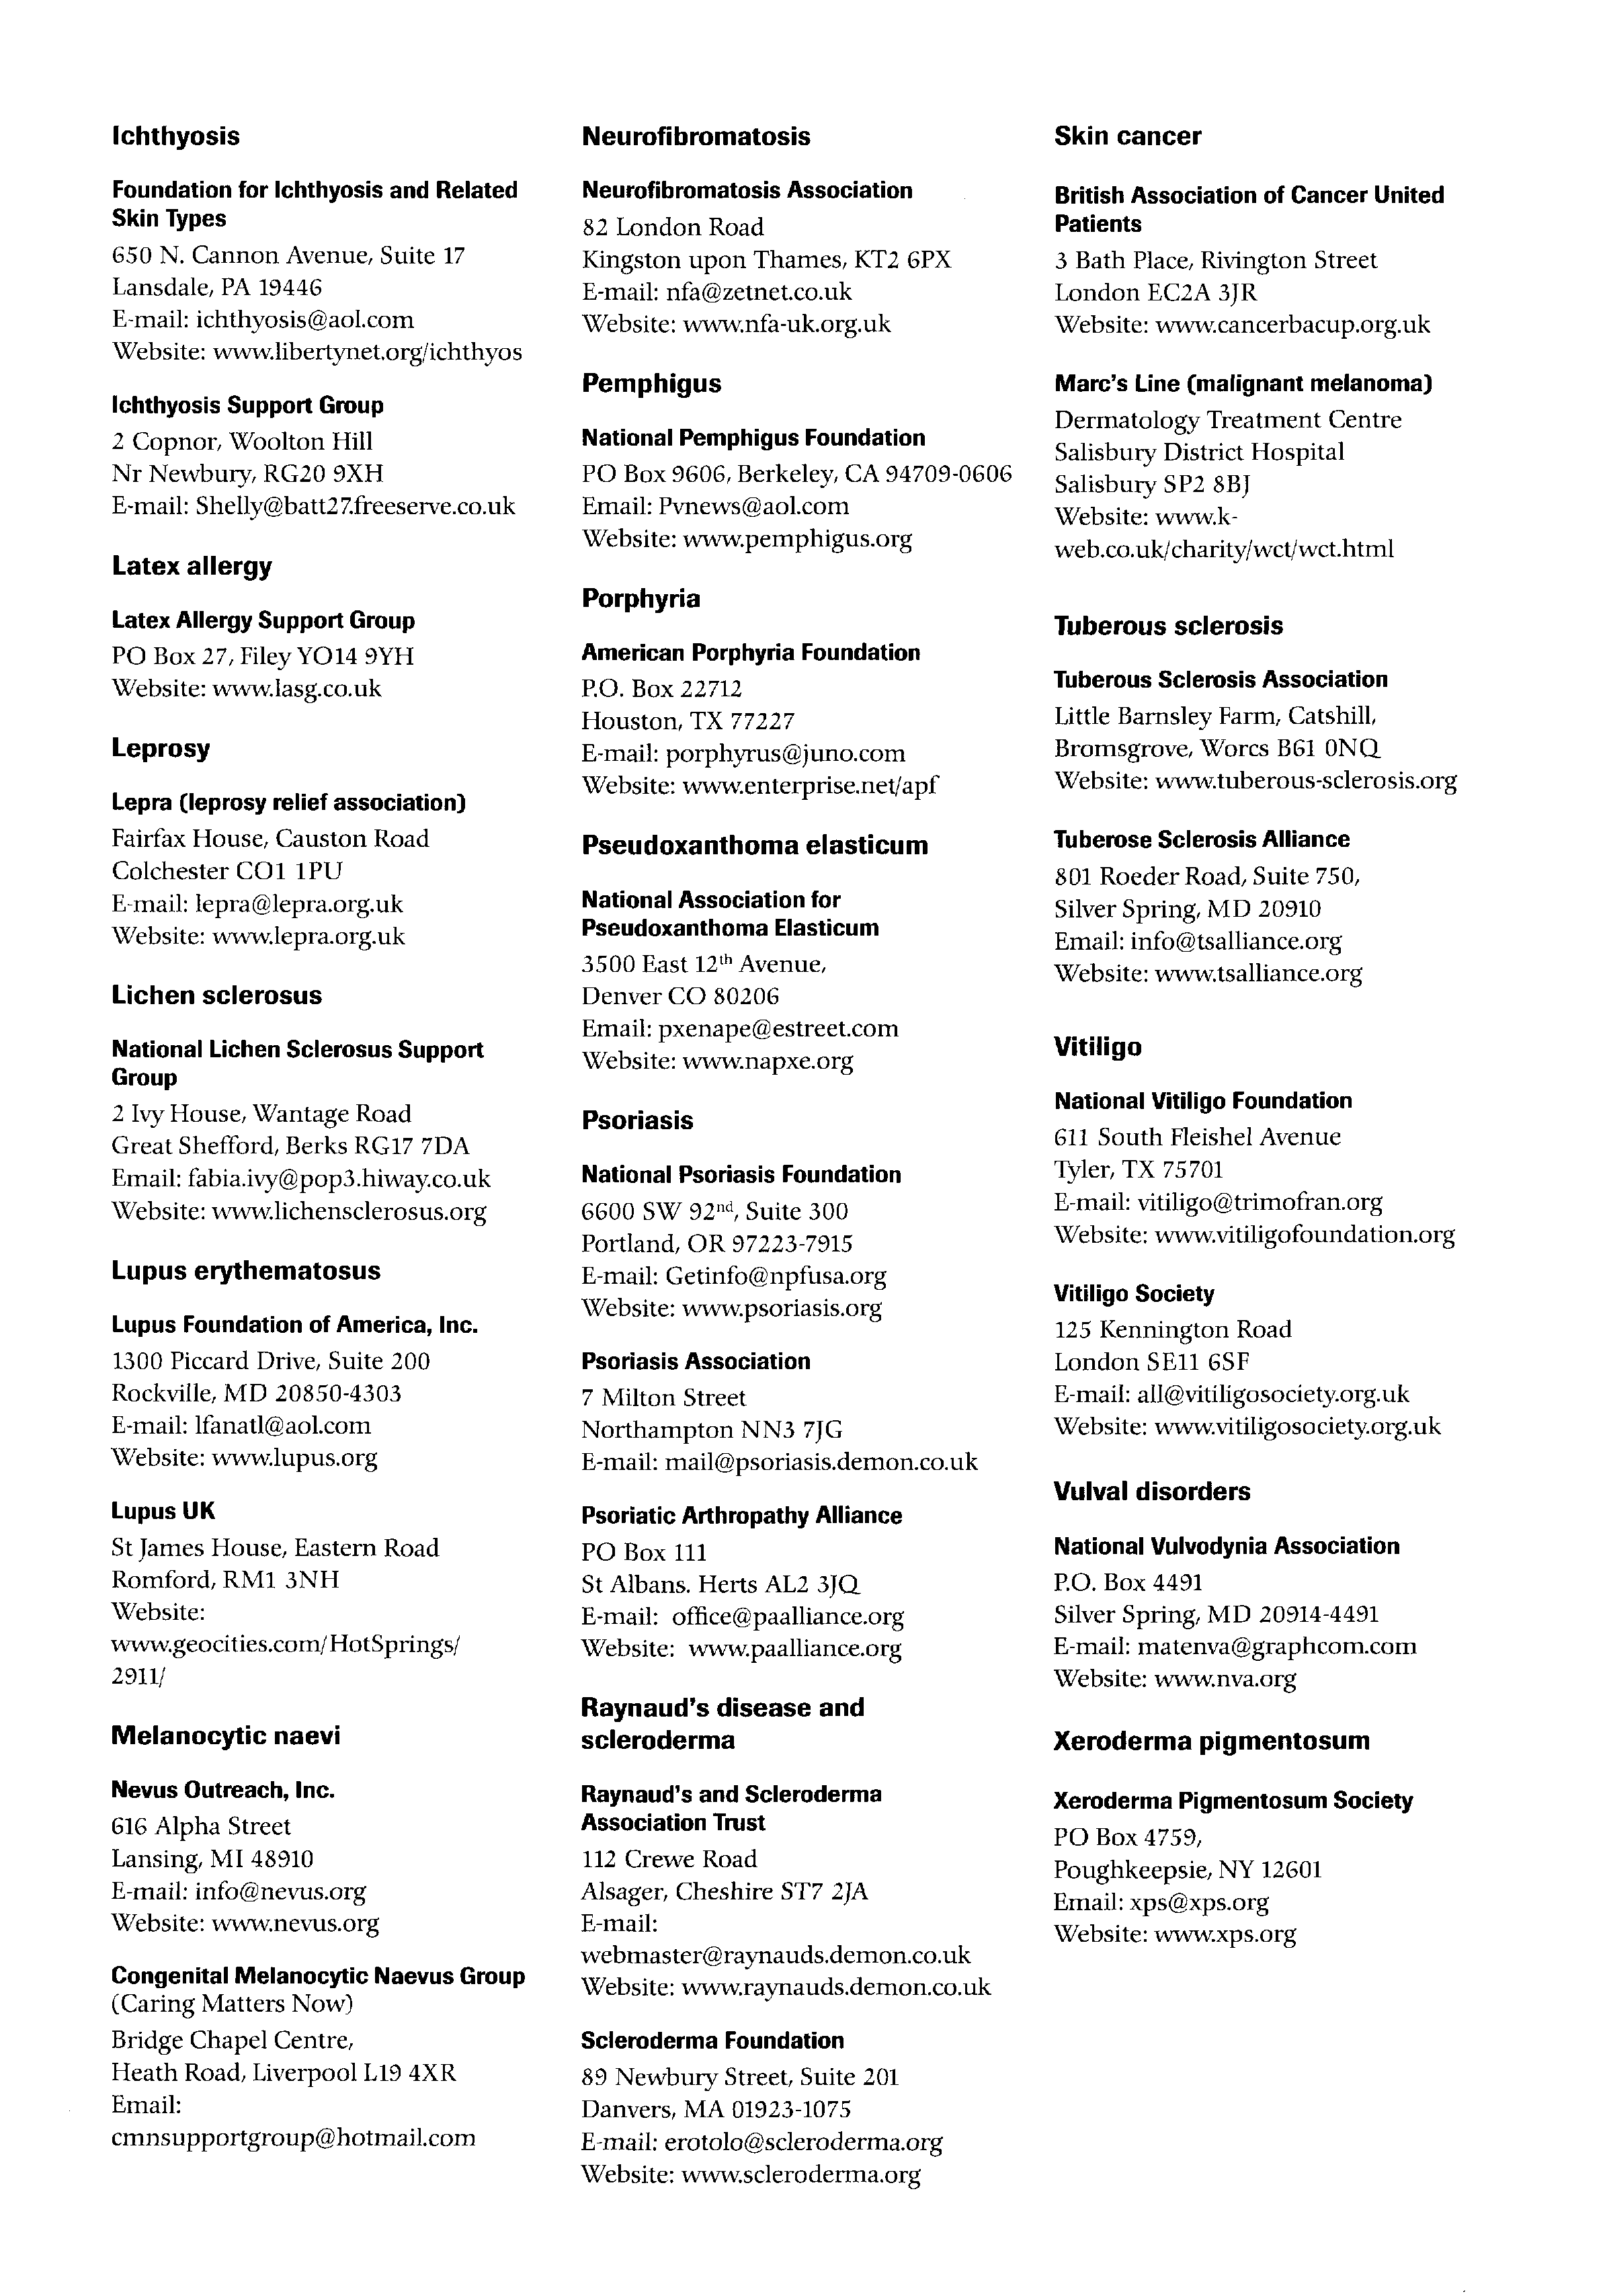 Ichthyosis
Foundation for Ichthyosis and Related
Skin Types
650 N. Cannon Avenue, Suite 17
Lansdale, PA 19446
E-mail: ichthyosis@aol.com
Website: www.libertynet.org/ichthyos
Ichthyosis Support Group
2 Copnor, Woolton Hill
Nr Newbury, RG20 9XH
E-mail: Shelly@batt27.freeserve.co.uk
Latex allergy
Latex Allergy Support Group
PO Box 27, Filey YO14 9YH
Website: www.lasg.co.uk
Leprosy
Lepra (leprosy relief association)
Fairfax House, Causton Road
Colchester CO1 1PU
E-mail: lepra@lepra.org.uk
Website: www.lepra.org.uk
Lichen sclerosus
National Lichen Sclerosus Support
Group
2 Ivy House, Wantage Road
Great Shefford, Berks RG17 7DA
Email: fabia.ivy@pop3.hiway.co.uk
Website: www.lichensclerosus.org
Lupus erythematosus
Lupus Foundation of America, Inc.
1300 Piccard Drive, Suite 200
Rockville, MD 20850-4303
E-mail: lfanatl@aol.com
Website: www.lupus.org
Lupus UK
St James House, Eastern Road
Romford, RM1 3NH
Website:
www.geocities.com/HotSprings/
2911/
Melanocytic naevi
Nevus Outreach, Inc.
616 Alpha Street
Lansing, MI 48910
E-mail: info@nevus.org
Website: www.nevus.org
Congenital Melanocytic Naevus Group
(Caring Matters Now)
Bridge Chapel Centre,
Heath Road, Liverpool L19 4XR
Email:
cmnsupportgroup@hotmail.com
Neurofibromatosis
Neurofibromatosis Association
82 London Road
Kingston upon Thames, KT2 6PX
E-mail: nfa@zetnet.co.uk
Website: www.nfa-uk.org.uk
Pemphigus
National Pemphigus Foundation
PO Box 9606, Berkeley, CA 94709-0606
Email: Pvnews@aol.com
Website: www.pemphigus.org
Porphyria
American Porphyria Foundation
P.O. Box 22712
Houston, TX 77227
E-mail: porphyrus@juno.com
Website: www.enterprise.net/apf
Pseudoxanthoma elasticum
National Association for
Pseudoxanthoma Elasticum
3500 East 12th Avenue,
Denver CO 80206
Email: pxenape@estreet.com
Website: www.napxe.org
Psoriasis
National Psoriasis Foundation
6600 SW 92nd, Suite 300
Portland, OR 97223-7915
E-mail: Getinfo@npfusa.org
Website: www.psoriasis.org
Psoriasis Association
7 Milton Street
Northampton NN3 7JG
E-mail: mail@psoriasis.demon.co.uk
Psoriatic Arthropathy Alliance
PO Box 111
St Albans. Herts AL2 3JQ
E-mail: office@paalliance.org
Website: www.paalliance.org
Raynaud's disease and
scleroderma
Raynaud's and Scleroderma
Association Trust
112 Crewe Road
Alsager, Cheshire ST7 2JA
E-mail:
webmaster@raynauds.demon.co.uk
Website: www.raynauds.demon.co.uk
Scleroderma Foundation
89 Newbury Street, Suite 201
Danvers, MA 01923-1075
E-mail: erotolo@scleroderma.org
Website: www.scleroderma.org
Skin cancer
British Association of Cancer United
Patients
3 Bath Place, Rivington Street
London EC2A 3JR
Website: www.cancerbacup.org.uk
Marc's Line (malignant melanoma)
Dermatology Treatment Centre
Salisbury District Hospital
Salisbury SP2 8BJ
Website: www.k-
web.co.uk/charity/wct/wct.html
Tuberous sclerosis
Tuberous Sclerosis Association
Little Barnsley Farm, Catshill,
Bromsgrove, Worcs B61 0NQ
Website: www.tuberous-sclerosis.org
Tuberose Sclerosis Alliance
801 Roeder Road, Suite 750,
Silver Spring, MD 20910
Email: info@tsalliance.org
Website: www.tsalliance.org
Vitiligo
National Vitiligo Foundation
611 South Fleishel Avenue
Tyler, TX 75701
E-mail: vitiligo@trimofran.org
Website: www.vitiligofoundation.org
Vitiligo Society
125 Kennington Road
London SE11 6SF
E-mail: all@vitiligosociety.org.uk
Website: www.vitiligosociety.org.uk
Vulval disorders
National Vulvodynia Association
P.O. Box 4491
Silver Spring, MD 20914-4491
E-mail: matenva@graphcom.com
Website: www.nva.org
Xeroderma pigmentosum
Xeroderma Pigmentosum Society
PO Box 4759,
Poughkeepsie, NY 12601
Email: xps@xps.org
Website: www.xps.org